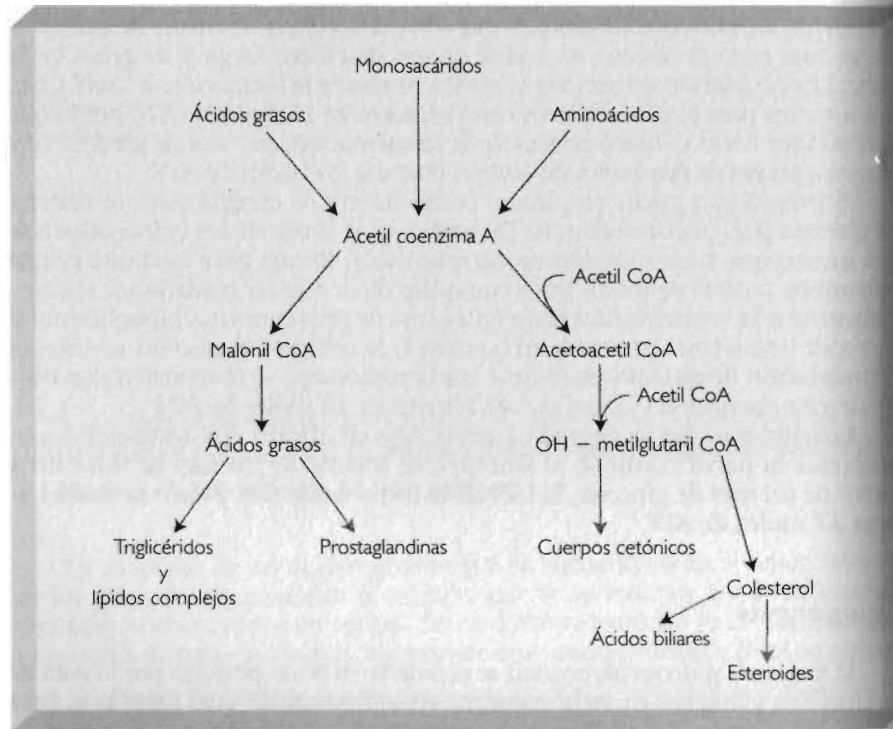 Monosacáridos
Ácidos grasos
Aminoácidos
Acetil coenzima A
Acetil CoA
Malonil CoA
Acetoacetil CoA
Acetil CoA
Ácidos grasos
OH – metilglutaril CoA
Triglicéridos
y
lípidos complejos
Prostaglandinas
Cuerpos cetónicos
Colesterol
Ácidos biliares
Esteroides